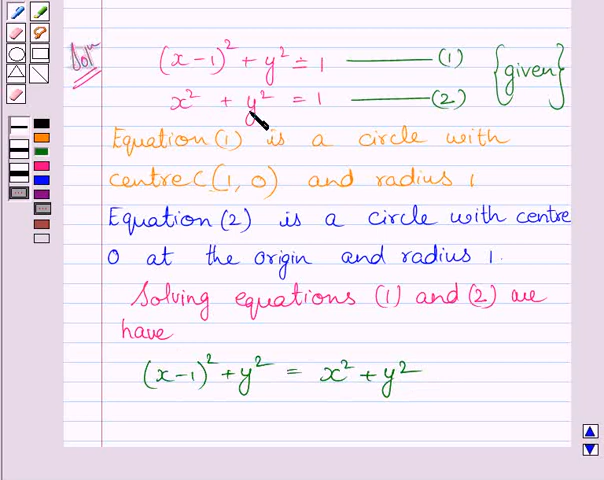 Solⁿ
(x-1)² + y² = 1 ——— (1) {given}
x² + y² = 1 ——— (2)
Equation (1) is a circle with
centre C(1, 0) and radius 1
Equation (2) is a circle with centre
O at the origin and radius 1.
Solving equations (1) and (2) we
have
(x-1)² + y² = x² + y²